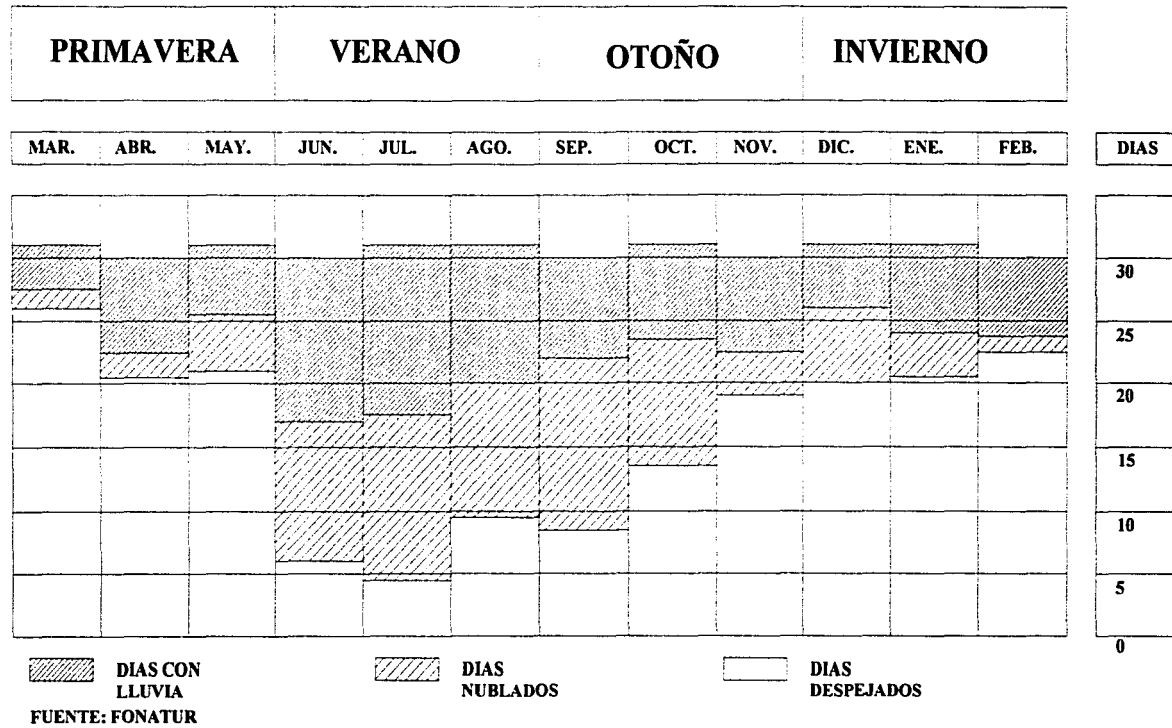 PRIMAVERA VERANO OTOÑO INVIERNO
MAR. ABR. MAY. JUN. JUL. AGO. SEP. OCT. NOV. DIC. ENE. FEB. DIAS
30
25
20
15
10
5
0
DIAS CON LLUVIA
DIAS NUBLADOS
DIAS DESPEJADOS
FUENTE: FONATUR